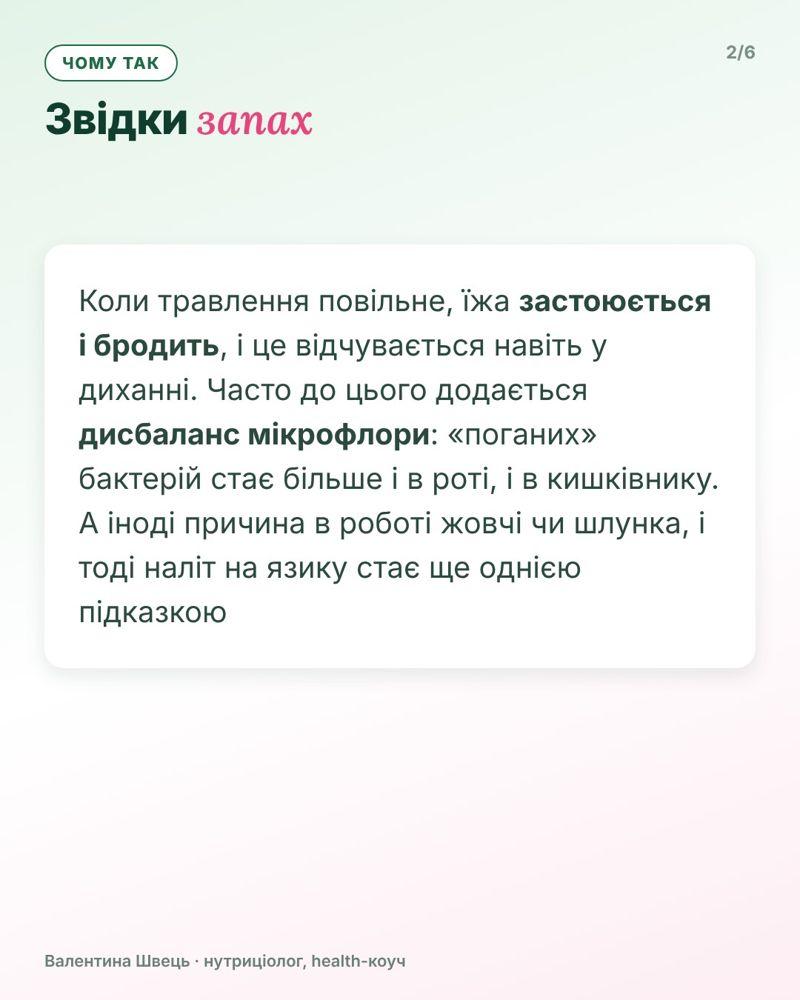 ЧОМУ ТАК
2/6
Звідки запах
Коли травлення повільне, їжа застоюється
і бродить, і це відчувається навіть у
диханні. Часто до цього додається
дисбаланс мікрофлори: «поганих»
бактерій стає більше і в роті, і в кишківнику.
А іноді причина в роботі жовчі чи шлунка, і
тоді наліт на язику стає ще однією
підказкою
Валентина Швець · нутриціолог, health-коуч